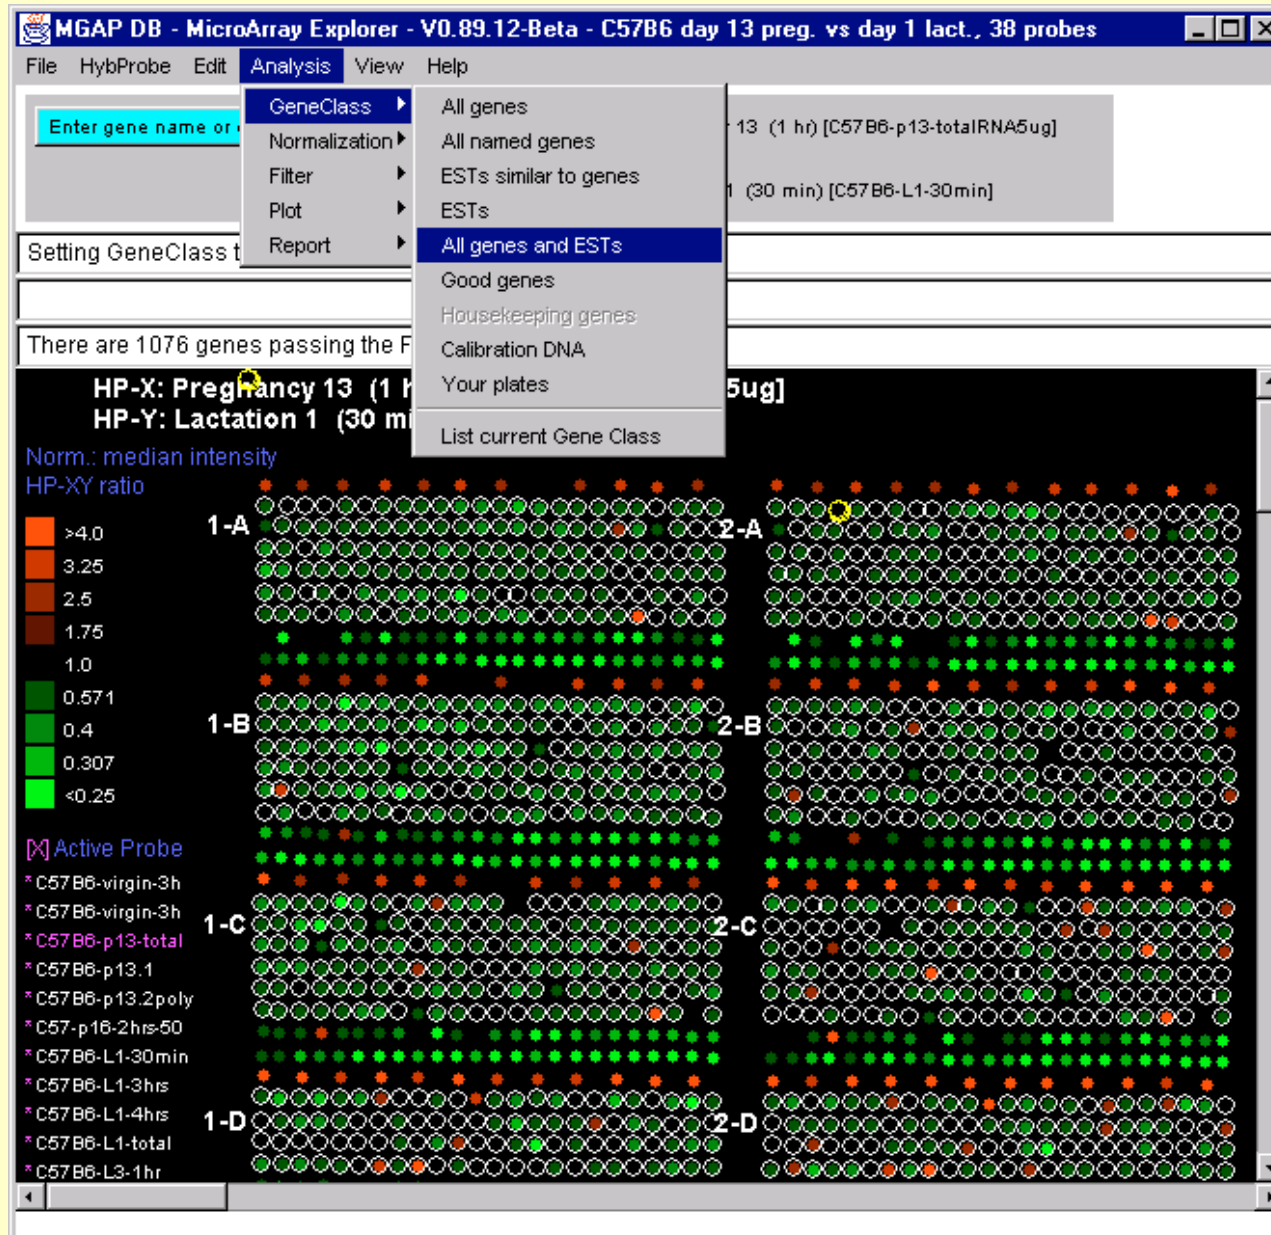 MGAP DB - MicroArray Explorer - V0.89.12-Beta - C57B6 day 13 preg. vs day 1 lact., 38 probes
File HybProbe Edit Analysis View Help
GeneClass
Normalization
Filter
Plot
Report
All genes
All named genes
ESTs similar to genes
ESTs
All genes and ESTs
Good genes
Housekeeping genes
Calibration DNA
Your plates
List current Gene Class
Enter gene name or
13 (1 hr) [C57B6-p13-totalRNA5ug]
1 (30 min) [C57B6-L1-30min]
Setting GeneClass t
There are 1076 genes passing the F
HP-X: Pregnancy 13 (1 h 5ug]
HP-Y: Lactation 1 (30 mi
Norm.: median intensity
HP-XY ratio
>4.0
3.25
2.5
1.75
1.0
0.571
0.4
0.307
<0.25
[X] Active Probe
*C57B6-virgin-3h
*C57B6-virgin-3h
*C57B6-p13-total
*C57B6-p13.1
*C57B6-p13.2poly
*C57-p16-2hrs-50
*C57B6-L1-30min
*C57B6-L1-3hrs
*C57B6-L1-4hrs
*C57B6-L1-total
*C57B6-L3-1hr
1-A 2-A
1-B 2-B
1-C 2-C
1-D 2-D